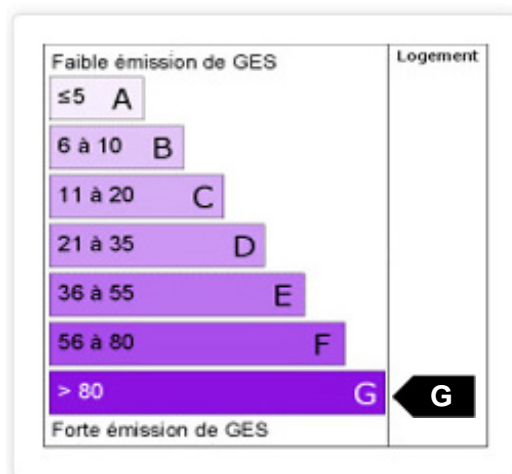 Faible émission de GES
Logement
≤5 A
6 à 10 B
11 à 20 C
21 à 35 D
36 à 55 E
56 à 80 F
> 80 G
G
Forte émission de GES